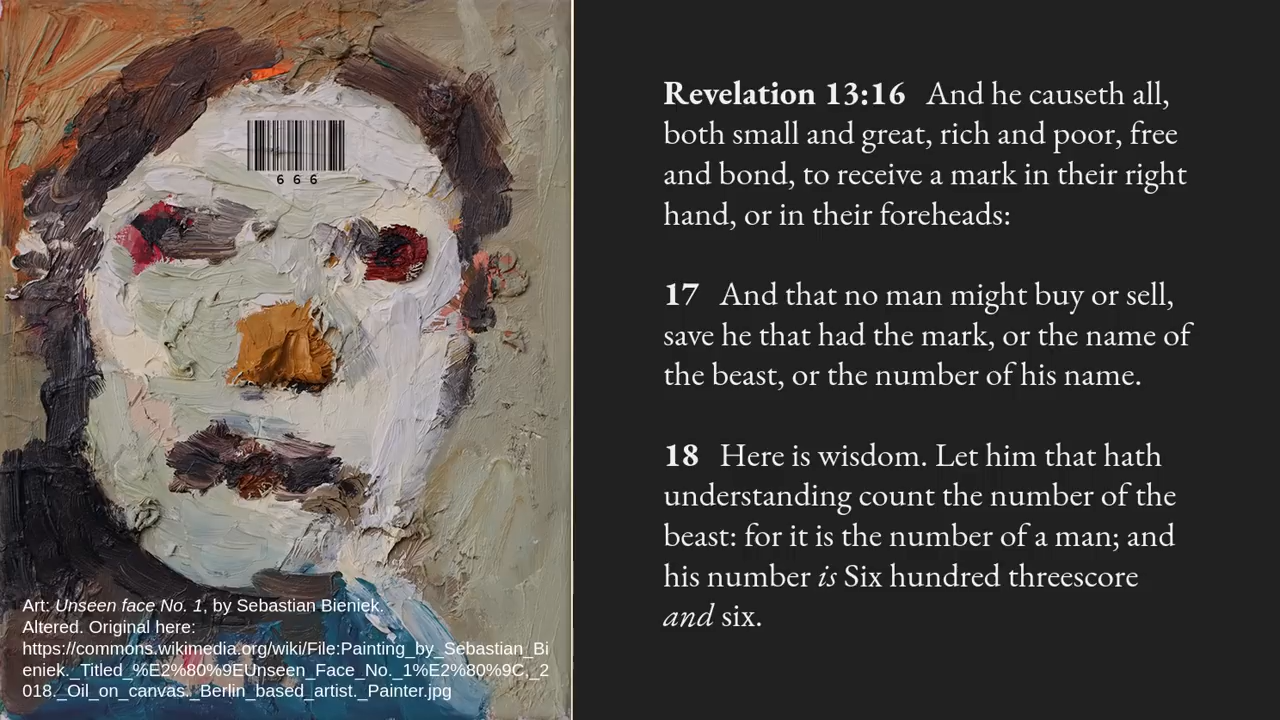 6 6 6
Art: Unseen face No. 1, by Sebastian Bieniek.
Altered. Original here:
https://commons.wikimedia.org/wiki/File:Painting_by_Sebastian_Bi
eniek._Titled_%E2%80%9EUnseen_Face_No._1%E2%80%9C,_2
018._Oil_on_canvas._Berlin_based_artist._Painter.jpg
Revelation 13:16 And he causeth all,
both small and great, rich and poor, free
and bond, to receive a mark in their right
hand, or in their foreheads:
17 And that no man might buy or sell,
save he that had the mark, or the name of
the beast, or the number of his name.
18 Here is wisdom. Let him that hath
understanding count the number of the
beast: for it is the number of a man; and
his number is Six hundred threescore
and six.